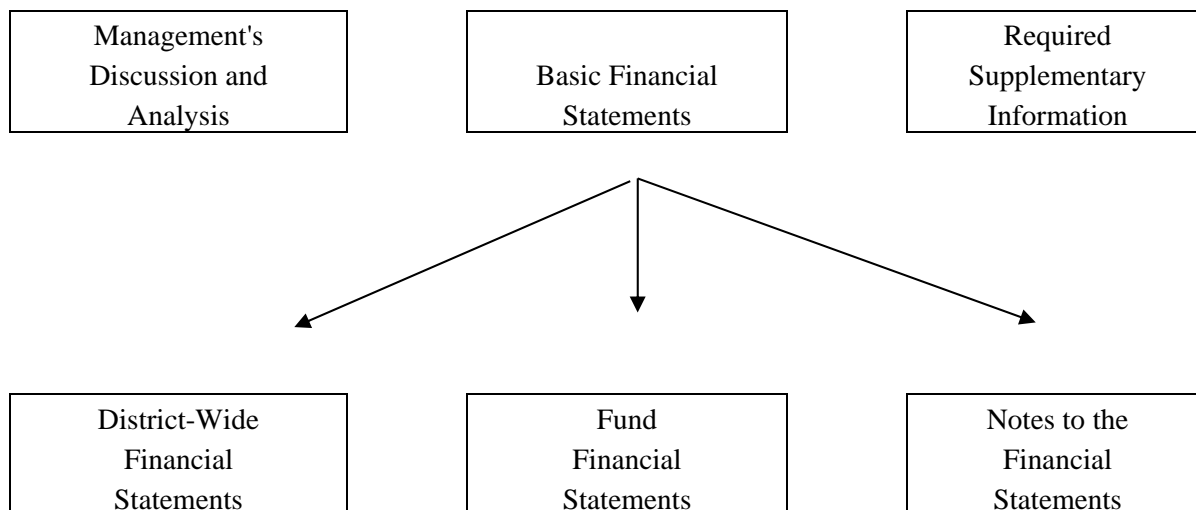 Management's
Discussion and
Analysis
Basic Financial
Statements
Required
Supplementary
Information
District-Wide
Financial
Statements
Fund
Financial
Statements
Notes to the
Financial
Statements